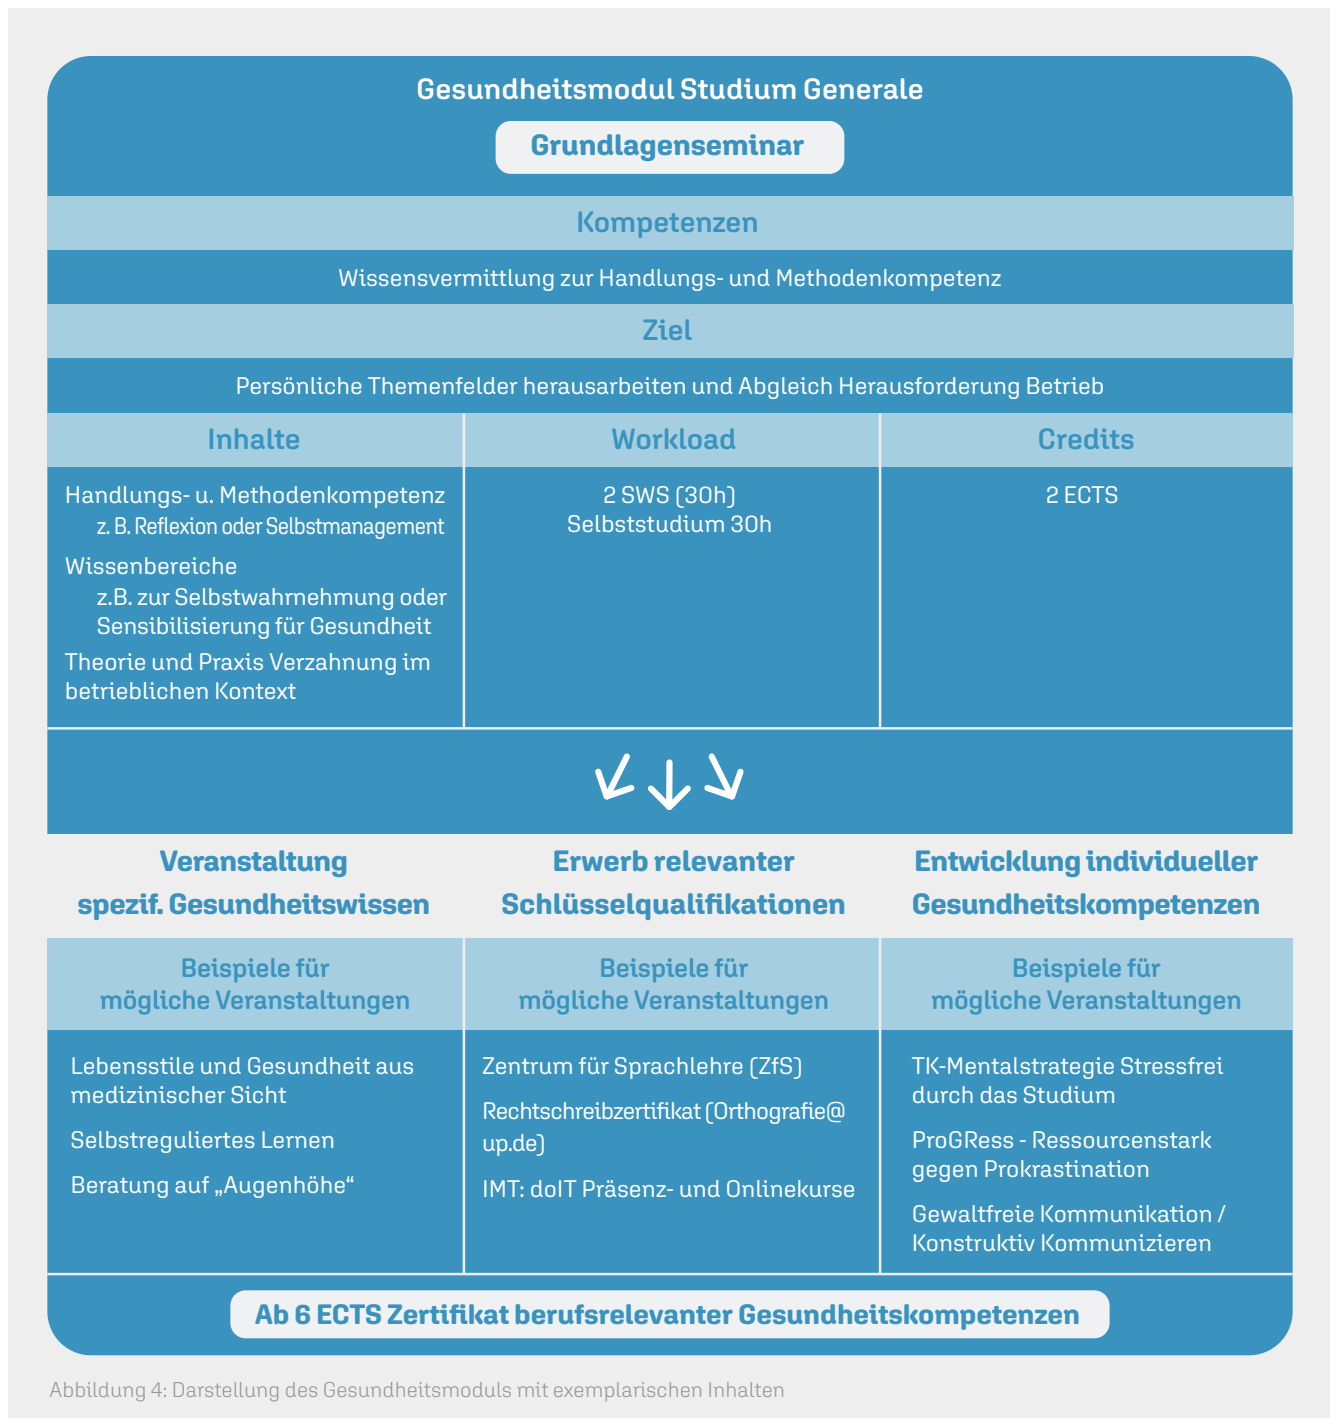 Gesundheitsmodul Studium Generale
Grundlagenseminar
Kompetenzen
Wissensvermittlung zur Handlungs- und Methodenkompetenz
Ziel
Persönliche Themenfelder herausarbeiten und Abgleich Herausforderung Betrieb
Inhalte
Handlungs- u. Methodenkompetenz
z. B. Reflexion oder Selbstmanagement
Wissenbereiche
z.B. zur Selbstwahrnehmung oder
Sensibilisierung für Gesundheit
Theorie und Praxis Verzahnung im
betrieblichen Kontext
Workload
2 SWS (30h)
Selbststudium 30h
Credits
2 ECTS
Veranstaltung
spezif. Gesundheitswissen
Beispiele für
mögliche Veranstaltungen
Lebensstile und Gesundheit aus
medizinischer Sicht
Selbstreguliertes Lernen
Beratung auf „Augenhöhe“
Erwerb relevanter
Schlüsselqualifikationen
Beispiele für
mögliche Veranstaltungen
Zentrum für Sprachlehre (ZfS)
Rechtschreibzertifikat (Orthografie@
up.de)
IMT: doIT Präsenz- und Onlinekurse
Entwicklung individueller
Gesundheitskompetenzen
Beispiele für
mögliche Veranstaltungen
TK-Mentalstrategie Stressfrei
durch das Studium
ProGRess - Ressourcenstark
gegen Prokrastination
Gewaltfreie Kommunikation /
Konstruktiv Kommunizieren
Ab 6 ECTS Zertifikat berufsrelevanter Gesundheitskompetenzen
Abbildung 4: Darstellung des Gesundheitsmoduls mit exemplarischen Inhalten